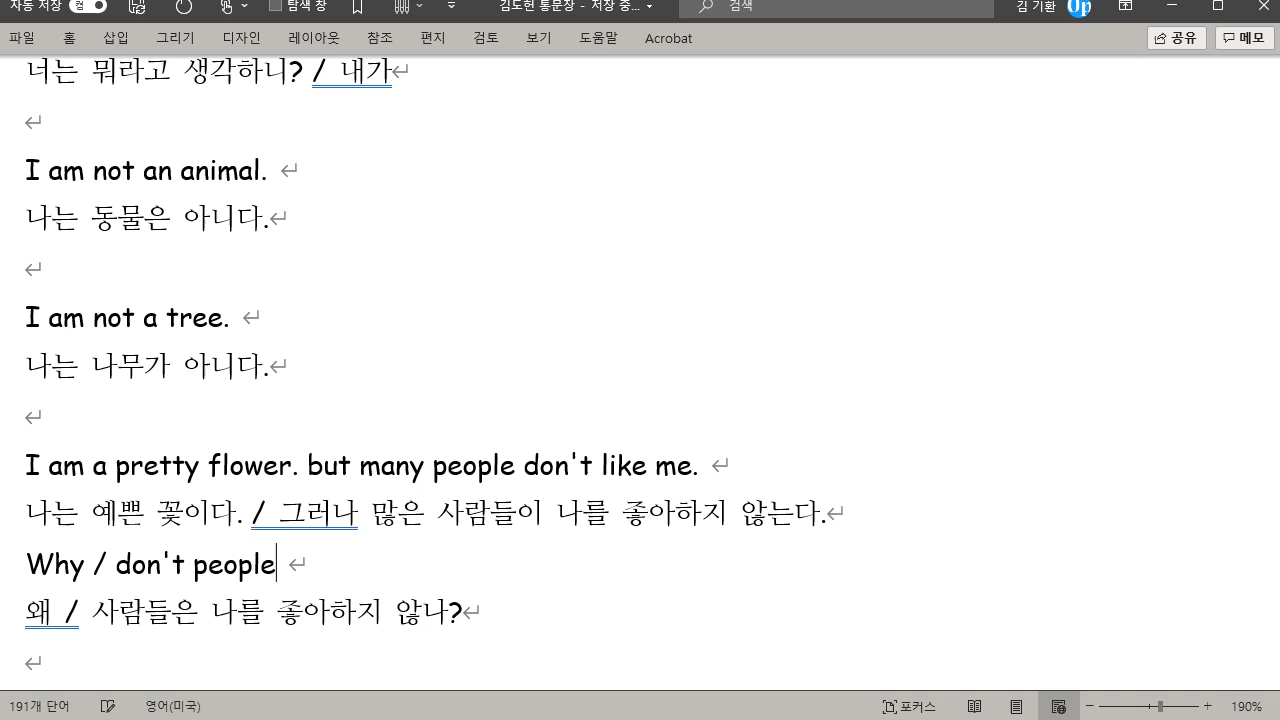 자동 저장 탐색 창 김도헌 통문장 - 저장 중... 검색 김 기환
파일 홈 삽입 그리기 디자인 레이아웃 참조 편지 검토 보기 도움말 Acrobat 공유 메모
너는 뭐라고 생각하니? / 내가
I am not an animal.
나는 동물은 아니다.
I am not a tree.
나는 나무가 아니다.
I am a pretty flower. but many people don't like me.
나는 예쁜 꽃이다. / 그러나 많은 사람들이 나를 좋아하지 않는다.
Why / don't people
왜 / 사람들은 나를 좋아하지 않나?
191개 단어 영어(미국) 포커스 190%